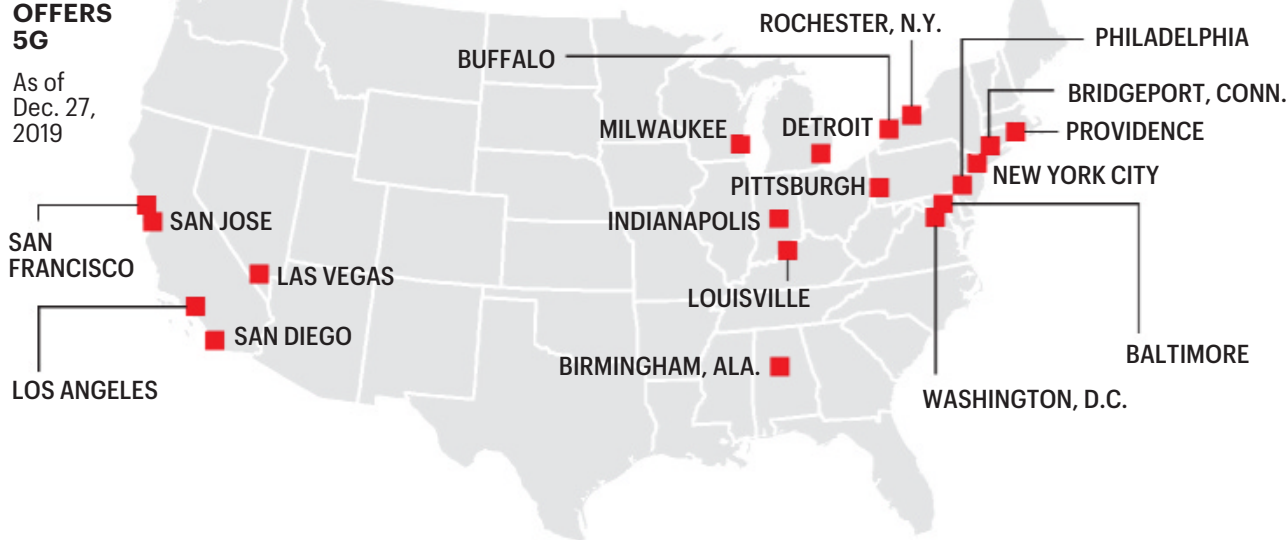 OFFERS
5G
As of
Dec. 27,
2019
ROCHESTER, N.Y.
BUFFALO
PHILADELPHIA
BRIDGEPORT, CONN.
MILWAUKEE
DETROIT
PROVIDENCE
PITTSBURGH
NEW YORK CITY
INDIANAPOLIS
SAN JOSE
SAN
FRANCISCO
LAS VEGAS
LOUISVILLE
SAN DIEGO
BALTIMORE
BIRMINGHAM, ALA.
LOS ANGELES
WASHINGTON, D.C.